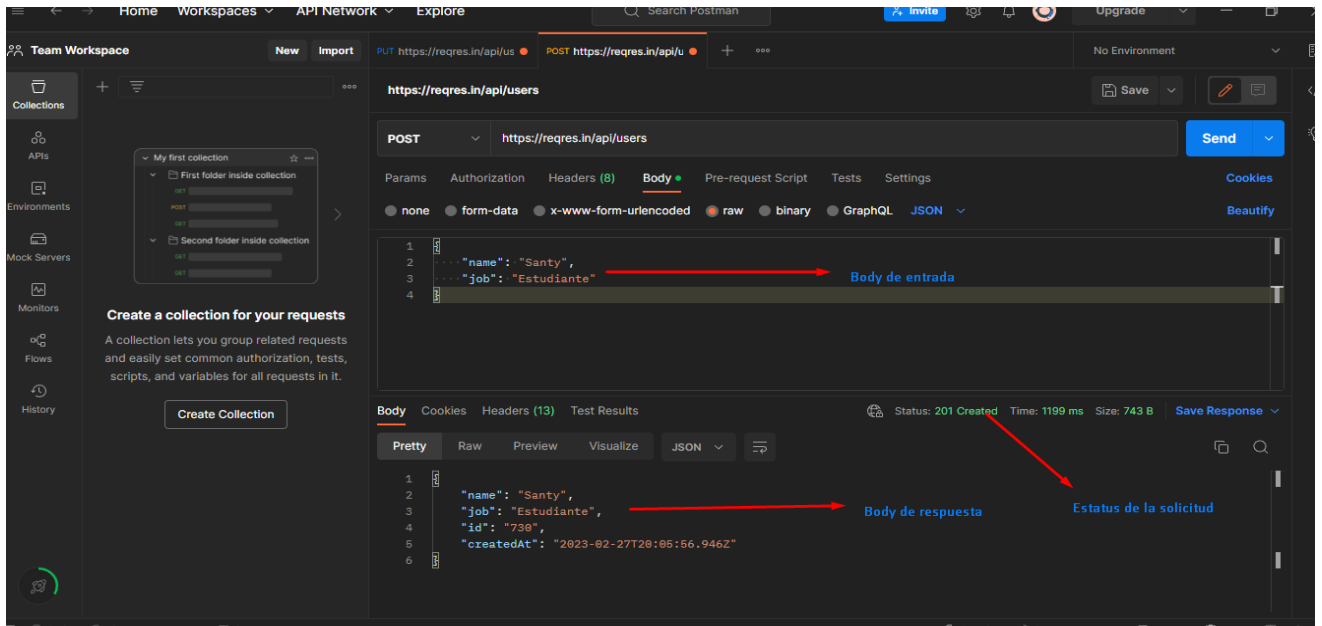 Home Workspaces API Network Explore Search Postman Invite Upgrade
Team Workspace New Import PUT https://reqres.in/api/us POST https://reqres.in/api/u No Environment
Collections
https://reqres.in/api/users Save
APIs
Environments
Mock Servers
Monitors
Flows
History
My first collection
First folder inside collection
GET
POST
GET
Second folder inside collection
GET
GET
Create a collection for your requests
A collection lets you group related requests
and easily set common authorization, tests,
scripts, and variables for all requests in it.
Create Collection
POST https://reqres.in/api/users Send
Params Authorization Headers (8) Body Pre-request Script Tests Settings Cookies
none form-data x-www-form-urlencoded raw binary GraphQL JSON Beautify
1 {
2 "name": "Santy",
3 "job": "Estudiante"
4 }
Body de entrada
Body Cookies Headers (13) Test Results Status: 201 Created Time: 1199 ms Size: 743 B Save Response
Pretty Raw Preview Visualize JSON
1 {
2 "name": "Santy",
3 "job": "Estudiante",
4 "id": "730",
5 "createdAt": "2023-02-27T20:05:56.946Z"
6 }
Body de respuesta
Estatus de la solicitud